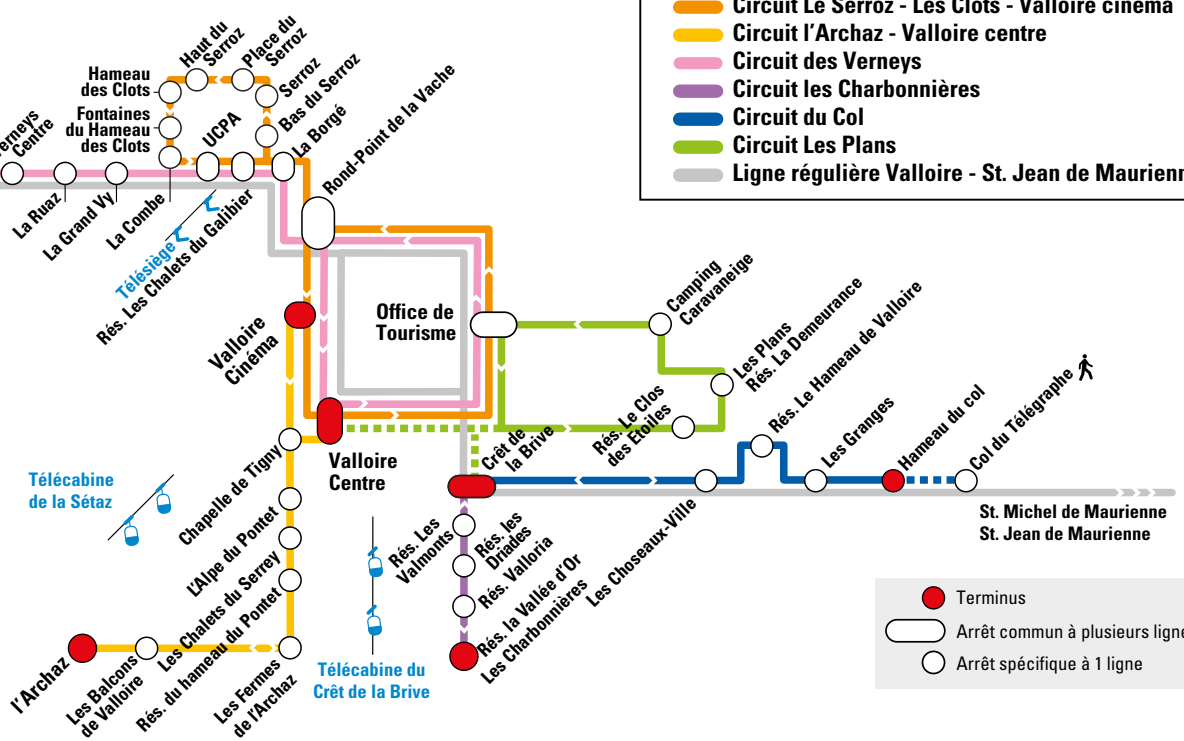 Circuit Le Serroz - Les Clots - Valloire cinéma
Circuit l'Archaz - Valloire centre
Circuit des Verneys
Circuit les Charbonnières
Circuit du Col
Circuit Les Plans
Ligne régulière Valloire - St. Jean de Maurienn
Haut du
Serroz
Place du
Serroz
Hameau
des Clots
Serroz
Fontaines
du Hameau
des Clots
UCPA
Bas du Serroz
La Borgé
Rond-Point de la Vache
erneys
Centre
La Ruaz
La Grand Vy
La Combe
Télésiège
Rés. Les Chalets du Galibier
Valloire
Cinéma
Office de
Tourisme
Camping
Caravaneige
Les Plans
Rés. La Demeurance
Rés. Le Clos
des Etoiles
Rés. Le Hameau de Valloire
Les Granges
Hameau du col
Col du Télégraphe
Chapelle de Tigny
Valloire
Centre
Crêt de
la Brive
Télécabine
de la Sétaz
L'Alpe du Pontet
Les Chalets du Serrey
Rés. du hameau du Pontet
Rés. Les
Valmonts
Rés. les
Driades
Rés. Valloria
Rés. la Vallée d'Or
Les Charbonnières
Les Choseaux-Ville
St. Michel de Maurienne
St. Jean de Maurienne
l'Archaz
Les Balcons
de Valloire
Les Fermes
de l'Archaz
Télécabine du
Crêt de la Brive
Terminus
Arrêt commun à plusieurs ligne
Arrêt spécifique à 1 ligne